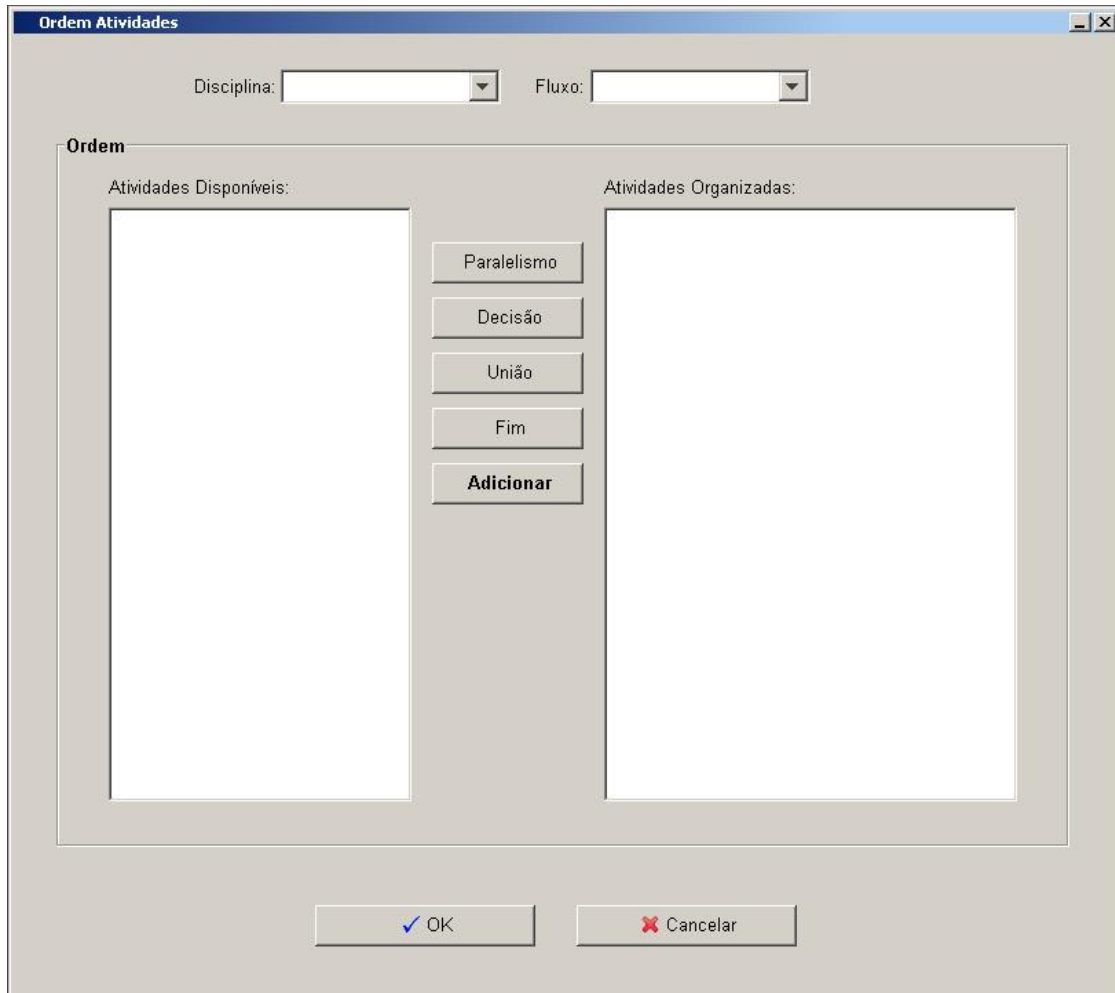 Ordem Atividades
Disciplina: Fluxo:
Ordem
Atividades Disponíveis: Atividades Organizadas:
Paralelismo
Decisão
União
Fim
Adicionar
OK Cancelar